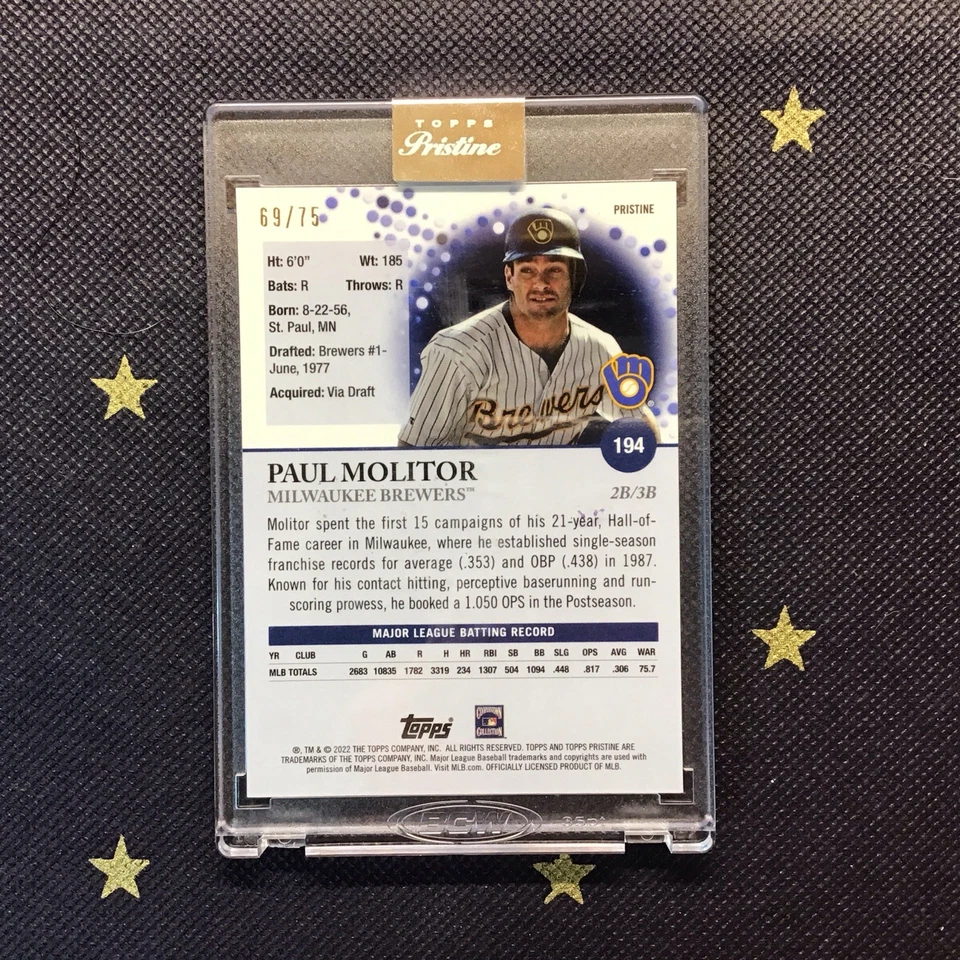 TOPPS
Pristine
69/75
PRISTINE
Ht: 6'0" Wt: 185
Bats: R Throws: R
Born: 8-22-56,
St. Paul, MN
Drafted: Brewers #1-
June, 1977
Acquired: Via Draft
Brewers
194
PAUL MOLITOR
MILWAUKEE BREWERS™ 2B/3B
Molitor spent the first 15 campaigns of his 21-year, Hall-of-
Fame career in Milwaukee, where he established single-season
franchise records for average (.353) and OBP (.438) in 1987.
Known for his contact hitting, perceptive baserunning and run-
scoring prowess, he booked a 1.050 OPS in the Postseason.
MAJOR LEAGUE BATTING RECORD
YR CLUB G AB R H HR RBI SB BB SLG OPS AVG WAR
MLB TOTALS 2683 10835 1782 3319 234 1307 504 1094 .448 .817 .306 75.7
topps®
COOPERSTOWN
COLLECTION
®, TM & © 2022 THE TOPPS COMPANY, INC. ALL RIGHTS RESERVED. TOPPS AND TOPPS PRISTINE ARE
TRADEMARKS OF THE TOPPS COMPANY, INC. Major League Baseball trademarks and copyrights are used with
permission of Major League Baseball. Visit MLB.com. OFFICIALLY LICENSED PRODUCT OF MLB.
BCW 35pt